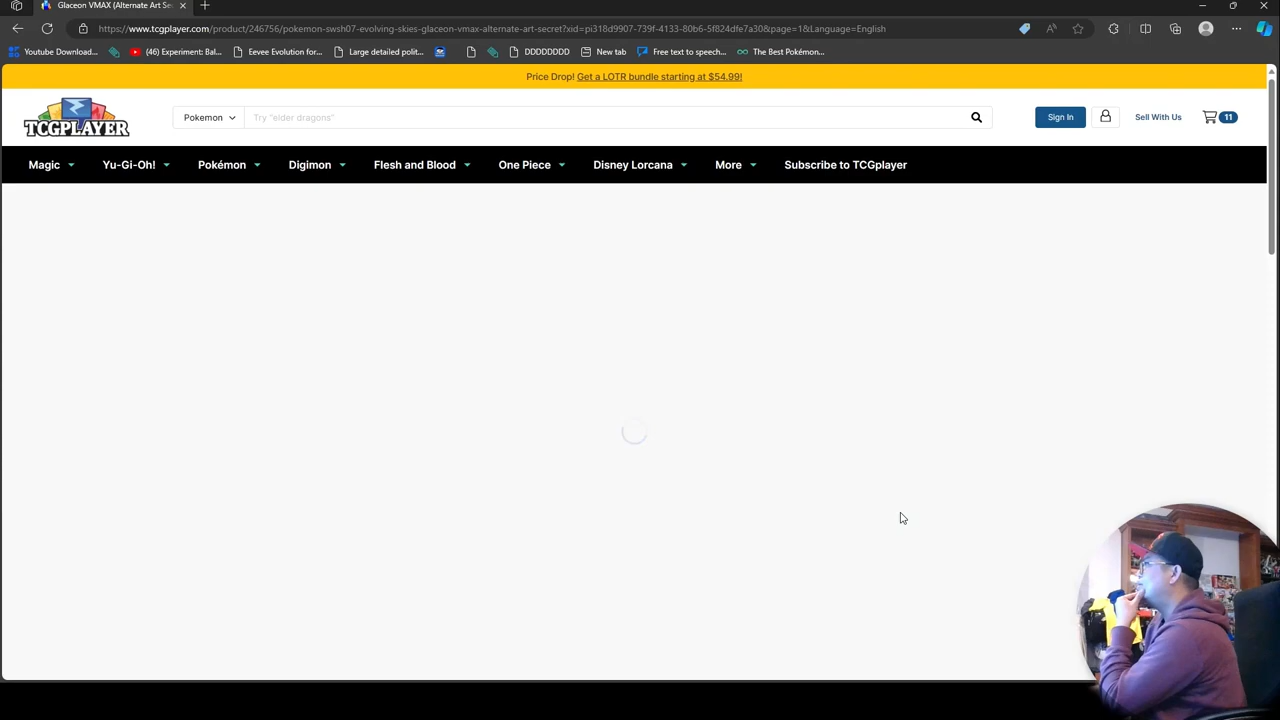 Glaceon VMAX (Alternate Art Se
https://www.tcgplayer.com/product/246756/pokemon-swsh07-evolving-skies-glaceon-vmax-alternate-art-secret?xid=pi318d9907-739f-4133-80b6-5f824dfe7a30&page=1&Language=English
Youtube Download... (46) Experiment: Bal... Eevee Evolution for... Large detailed polit... DDDDDDDD New tab Free text to speech... The Best Pokémon...
Price Drop! Get a LOTR bundle starting at $54.99!
TCGPLAYER Pokemon Try "elder dragons" Sign In Sell With Us 11
Magic Yu-Gi-Oh! Pokémon Digimon Flesh and Blood One Piece Disney Lorcana More Subscribe to TCGplayer